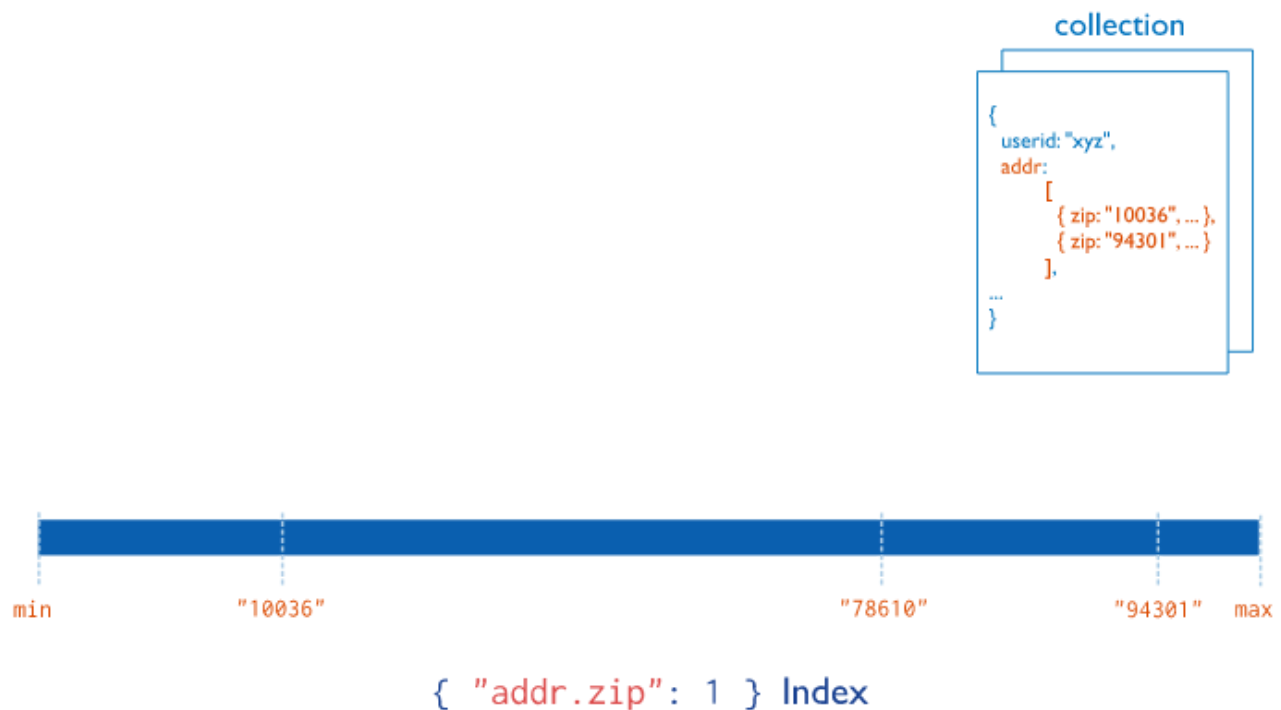 collection
{
userid: "xyz",
addr:
[
{ zip: "10036", ... },
{ zip: "94301", ... }
],
...
}
min "10036" "78610" "94301" max
{ "addr.zip": 1 } Index